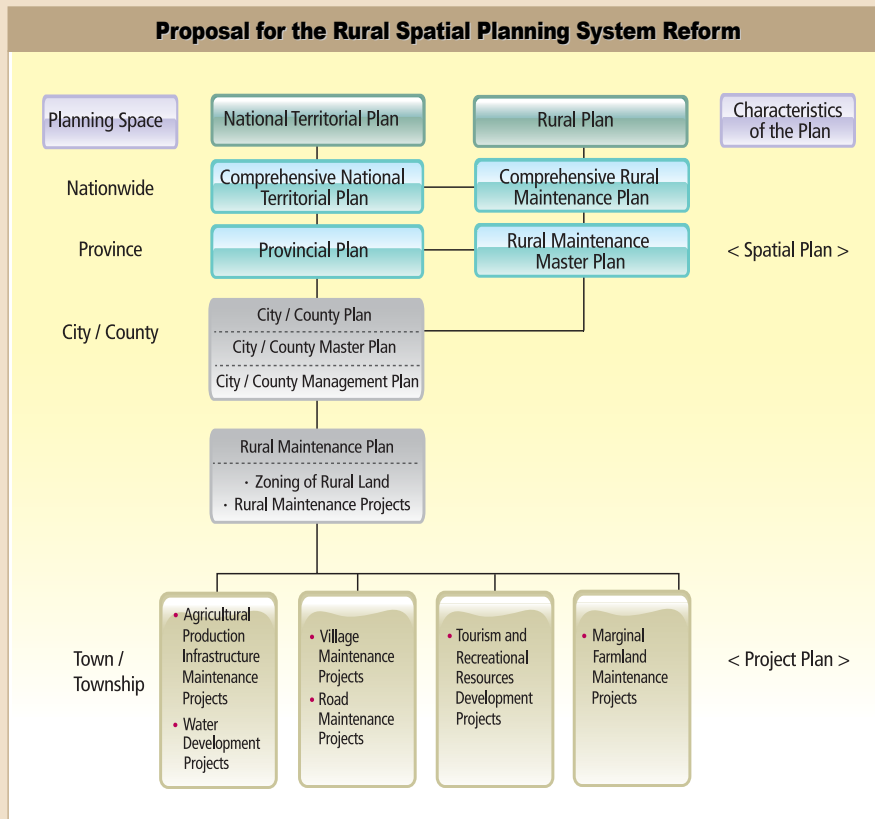 Proposal for the Rural Spatial Planning System Reform
Planning Space
National Territorial Plan
Rural Plan
Characteristics
of the Plan
Nationwide
Comprehensive National
Territorial Plan
Comprehensive Rural
Maintenance Plan
Province
Provincial Plan
Rural Maintenance
Master Plan
< Spatial Plan >
City / County
City / County Plan
City / County Master Plan
City / County Management Plan
Rural Maintenance Plan
· Zoning of Rural Land
· Rural Maintenance Projects
Town /
Township
• Agricultural
Production
Infrastructure
Maintenance
Projects
• Water
Development
Projects
• Village
Maintenance
Projects
• Road
Maintenance
Projects
• Tourism and
Recreational
Resources
Development
Projects
• Marginal
Farmland
Maintenance
Projects
< Project Plan >